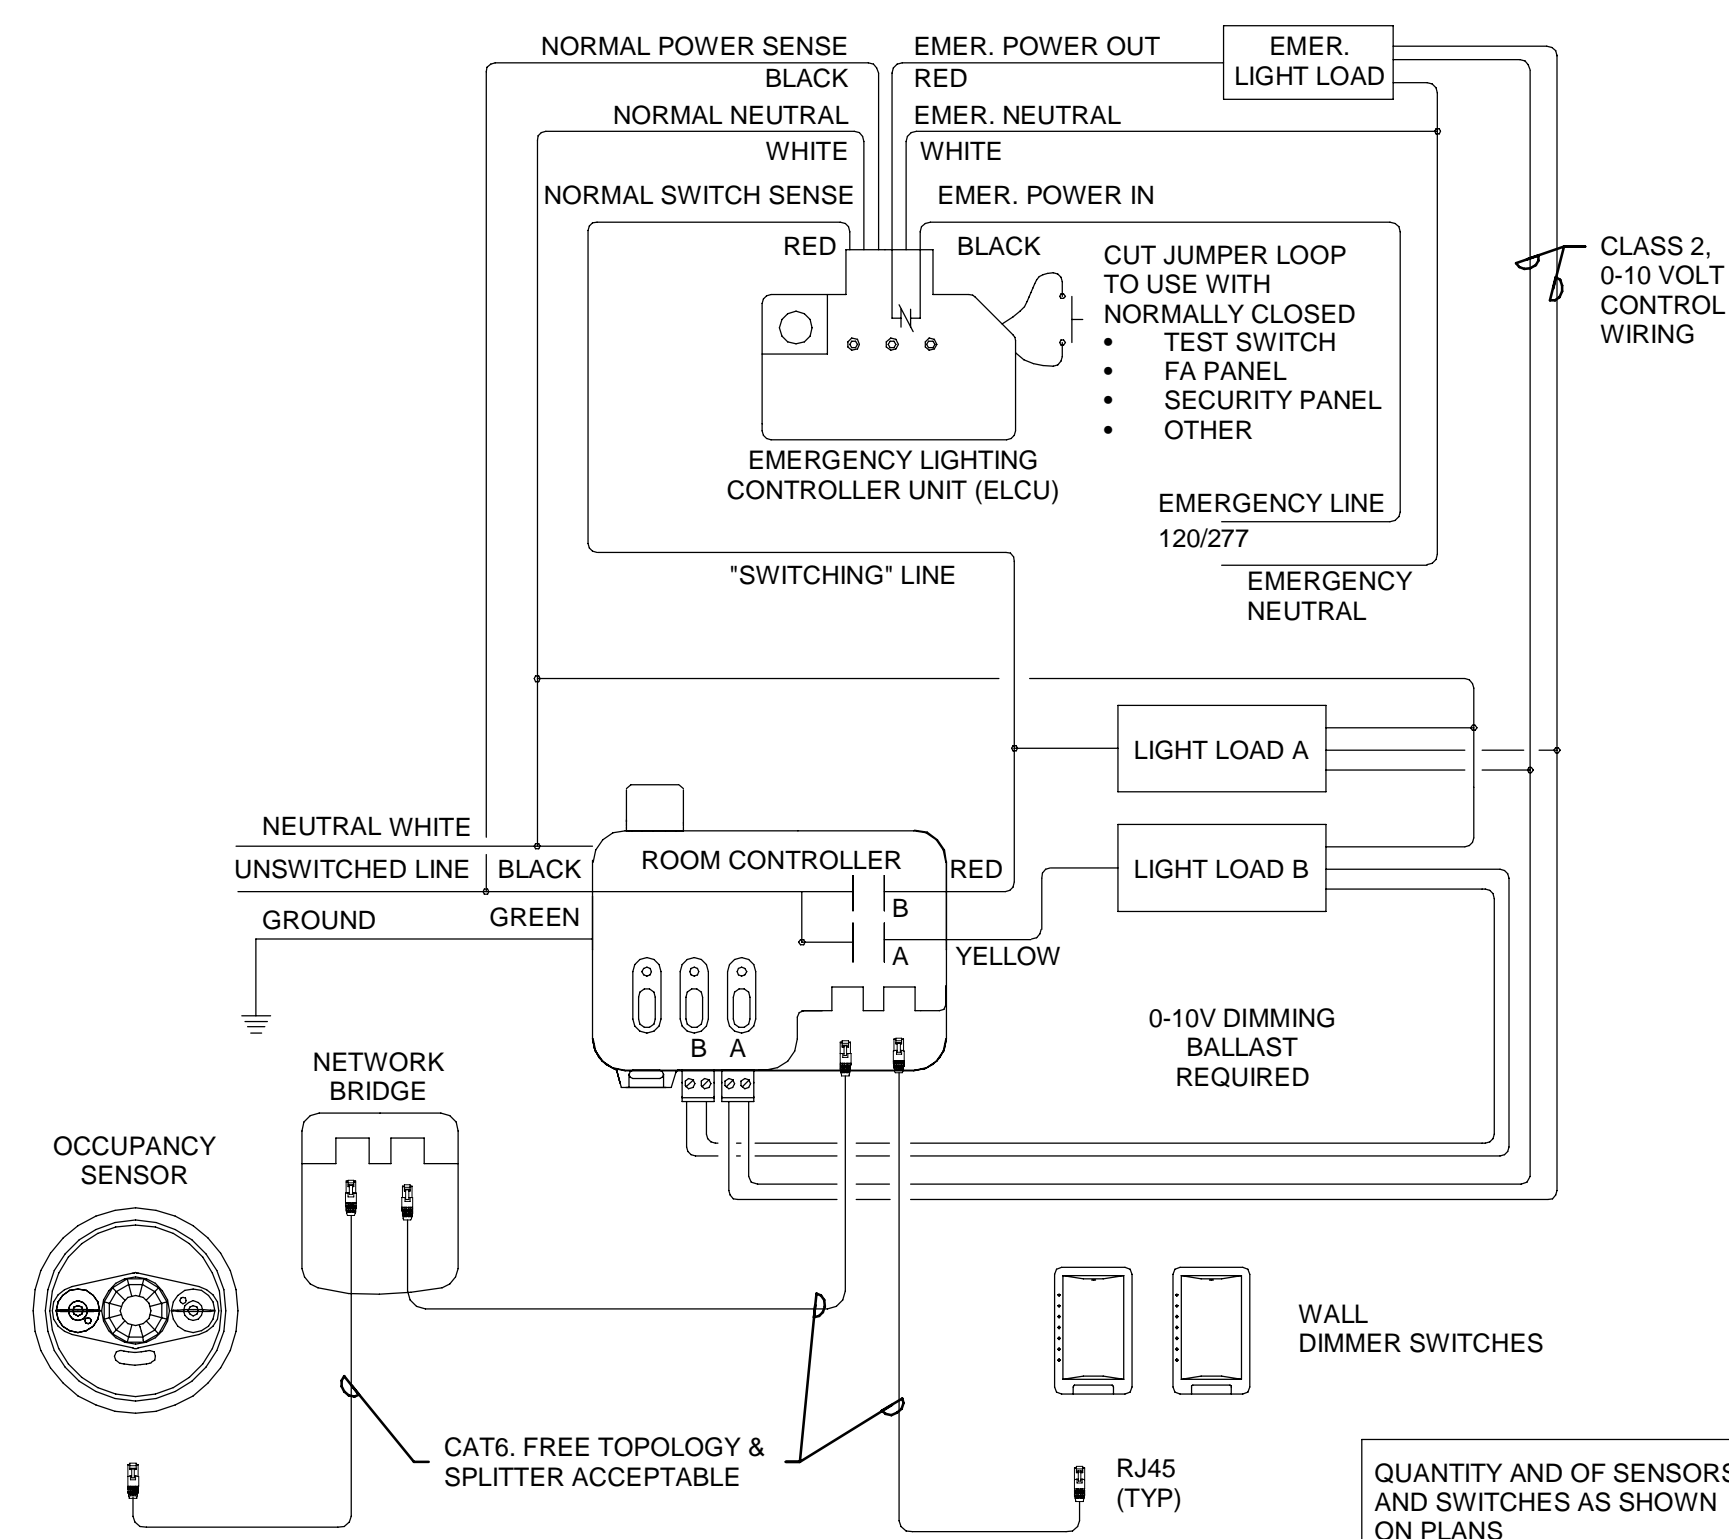 NORMAL POWER SENSE
BLACK
EMER. POWER OUT
RED
EMER.
LIGHT LOAD
NORMAL NEUTRAL
WHITE
EMER. NEUTRAL
WHITE
NORMAL SWITCH SENSE
RED
EMER. POWER IN
BLACK
CUT JUMPER LOOP
TO USE WITH
NORMALLY CLOSED
• TEST SWITCH
• FA PANEL
• SECURITY PANEL
• OTHER
CLASS 2,
0-10 VOLT
CONTROL
WIRING
EMERGENCY LIGHTING
CONTROLLER UNIT (ELCU)
EMERGENCY LINE
120/277
EMERGENCY
NEUTRAL
"SWITCHING" LINE
LIGHT LOAD A
LIGHT LOAD B
NEUTRAL WHITE
UNSWITCHED LINE BLACK
GROUND GREEN
ROOM CONTROLLER
RED
B
A
YELLOW
B A
0-10V DIMMING
BALLAST
REQUIRED
NETWORK
BRIDGE
OCCUPANCY
SENSOR
WALL
DIMMER SWITCHES
CAT6. FREE TOPOLOGY &
SPLITTER ACCEPTABLE
RJ45
(TYP)
QUANTITY AND OF SENSORS
AND SWITCHES AS SHOWN
ON PLANS